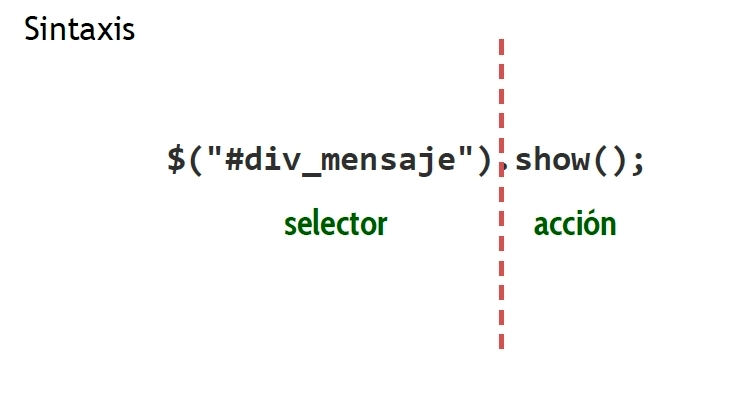 Sintaxis
$("#div_mensaje").show();
selector acción